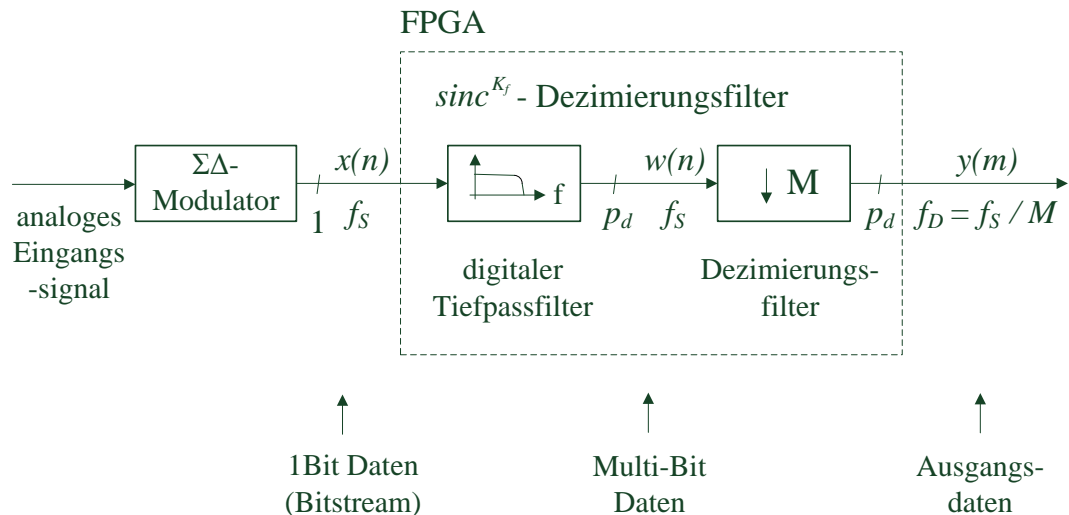 FPGA
sinc^{K_f} - Dezimierungsfilter
ΣΔ-
Modulator
x(n)
1 f_S
analoges
Eingangs
-signal
f
w(n)
p_d f_S
↓ M
y(m)
p_d f_D = f_S / M
digitaler
Tiefpassfilter
Dezimierungs-
filter
1Bit Daten
(Bitstream)
Multi-Bit
Daten
Ausgangs-
daten